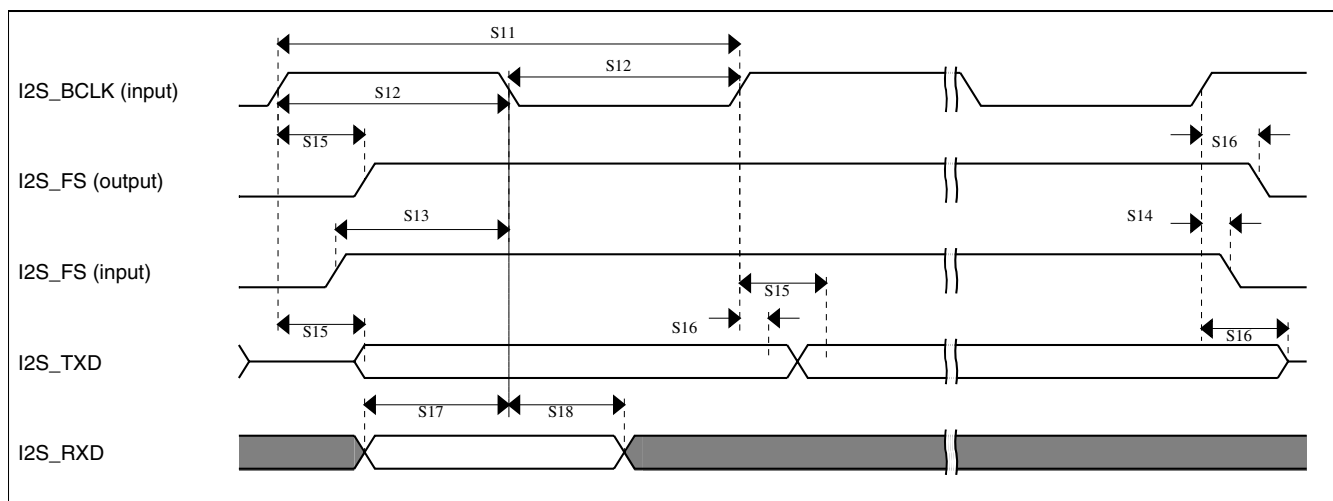 S11
S12
I2S_BCLK (input)
S12
S15
S16
I2S_FS (output)
S13
S14
I2S_FS (input)
S15
S15
S16
S16
I2S_TXD
S17
S18
I2S_RXD